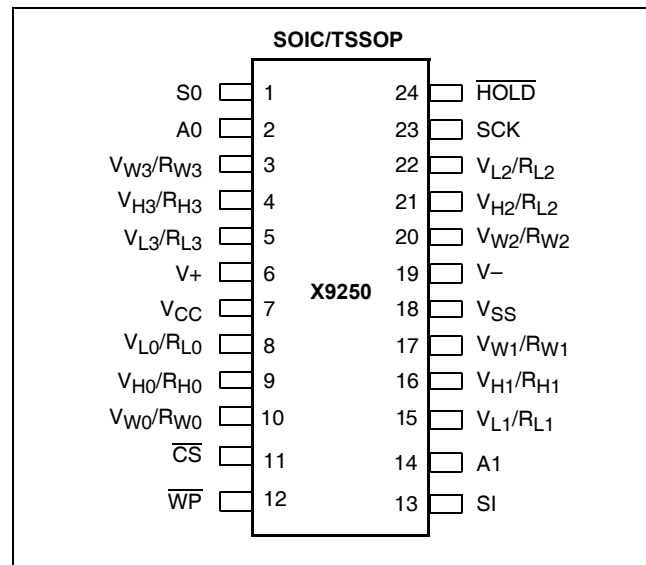 SOIC/TSSOP
S0 1 24 HOLD
A0 2 23 SCK
VW3/RW3 3 22 VL2/RL2
VH3/RH3 4 21 VH2/RL2
VL3/RL3 5 20 VW2/RW2
V+ 6 19 V–
X9250
VCC 7 18 VSS
VL0/RL0 8 17 VW1/RW1
VH0/RH0 9 16 VH1/RH1
VW0/RW0 10 15 VL1/RL1
CS 11 14 A1
WP 12 13 SI